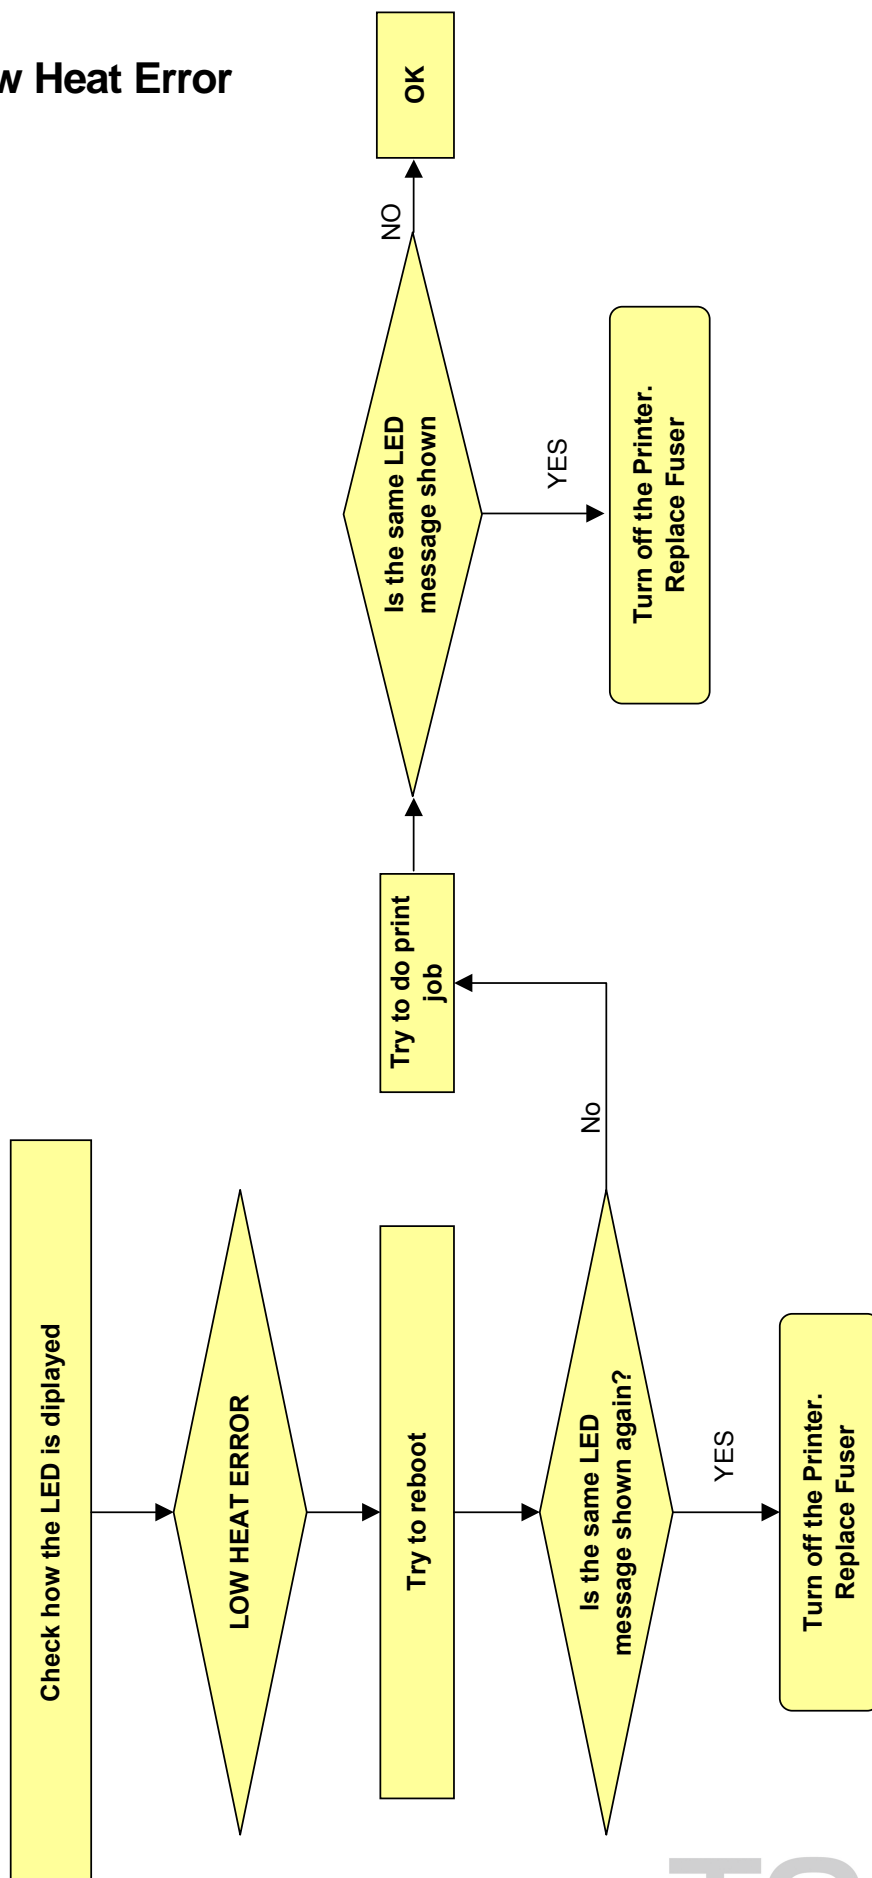 Heat Error
Check how the LED is diplayed
LOW HEAT ERROR
Try to reboot
Is the same LED
message shown again?
YES
Turn off the Printer.
Replace Fuser
No
Try to do print
job
Is the same LED
message shown
YES
Turn off the Printer.
Replace Fuser
NO
OK